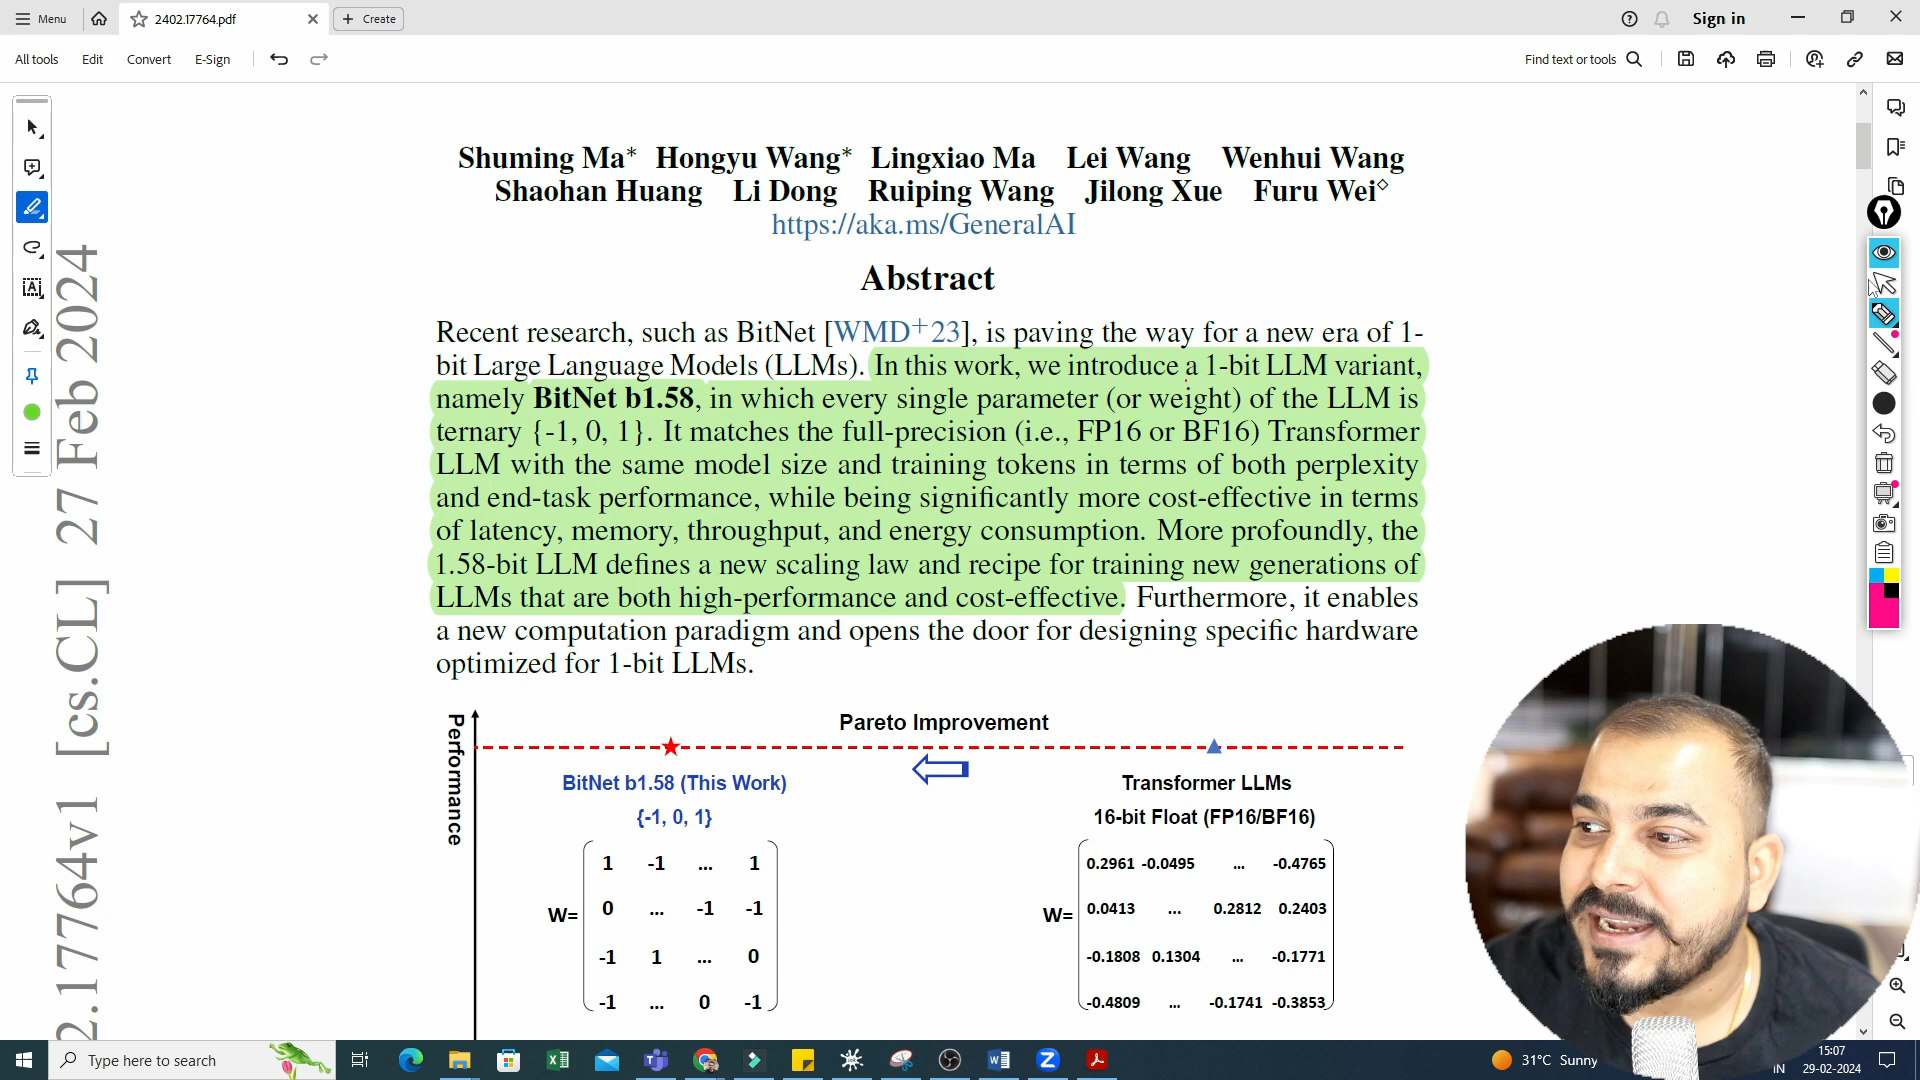 Menu
2402.17764.pdf
Create
Sign in
All tools
Edit
Convert
E-Sign
Find text or tools
2.17764v1 [cs.CL] 27 Feb 2024
Shuming Ma* Hongyu Wang* Lingxiao Ma Lei Wang Wenhui Wang
Shaohan Huang Li Dong Ruiping Wang Jilong Xue Furu Wei◇
https://aka.ms/GeneralAI
Abstract
Recent research, such as BitNet [WMD+23], is paving the way for a new era of 1-
bit Large Language Models (LLMs). In this work, we introduce a 1-bit LLM variant,
namely BitNet b1.58, in which every single parameter (or weight) of the LLM is
ternary {-1, 0, 1}. It matches the full-precision (i.e., FP16 or BF16) Transformer
LLM with the same model size and training tokens in terms of both perplexity
and end-task performance, while being significantly more cost-effective in terms
of latency, memory, throughput, and energy consumption. More profoundly, the
1.58-bit LLM defines a new scaling law and recipe for training new generations of
LLMs that are both high-performance and cost-effective. Furthermore, it enables
a new computation paradigm and opens the door for designing specific hardware
optimized for 1-bit LLMs.
Performance
Pareto Improvement
BitNet b1.58 (This Work)
{-1, 0, 1}
W=
1 -1 ... 1
0 ... -1 -1
-1 1 ... 0
-1 ... 0 -1
Transformer LLMs
16-bit Float (FP16/BF16)
W=
0.2961 -0.0495 ... -0.4765
0.0413 ... 0.2812 0.2403
-0.1808 0.1304 ... -0.1771
-0.4809 ... -0.1741 -0.3853
Type here to search
31°C Sunny
IN
15:07
29-02-2024